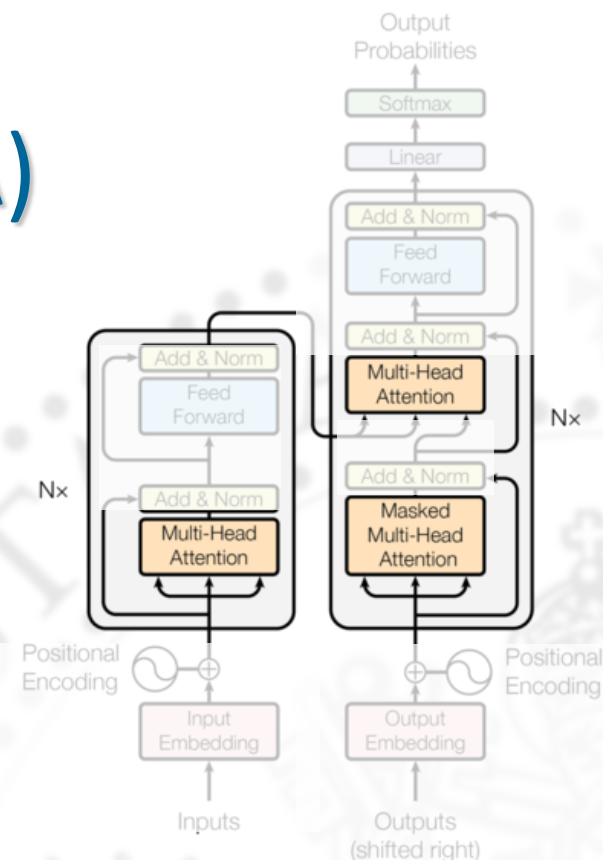 Output
Probabilities
Softmax
Linear
Add & Norm
Feed
Forward
Add & Norm
Multi-Head
Attention
Nx
Add & Norm
Masked
Multi-Head
Attention
Add & Norm
Feed
Forward
Nx
Add & Norm
Multi-Head
Attention
Positional
Encoding
Positional
Encoding
Input
Embedding
Output
Embedding
Inputs
Outputs
(shifted right)
)